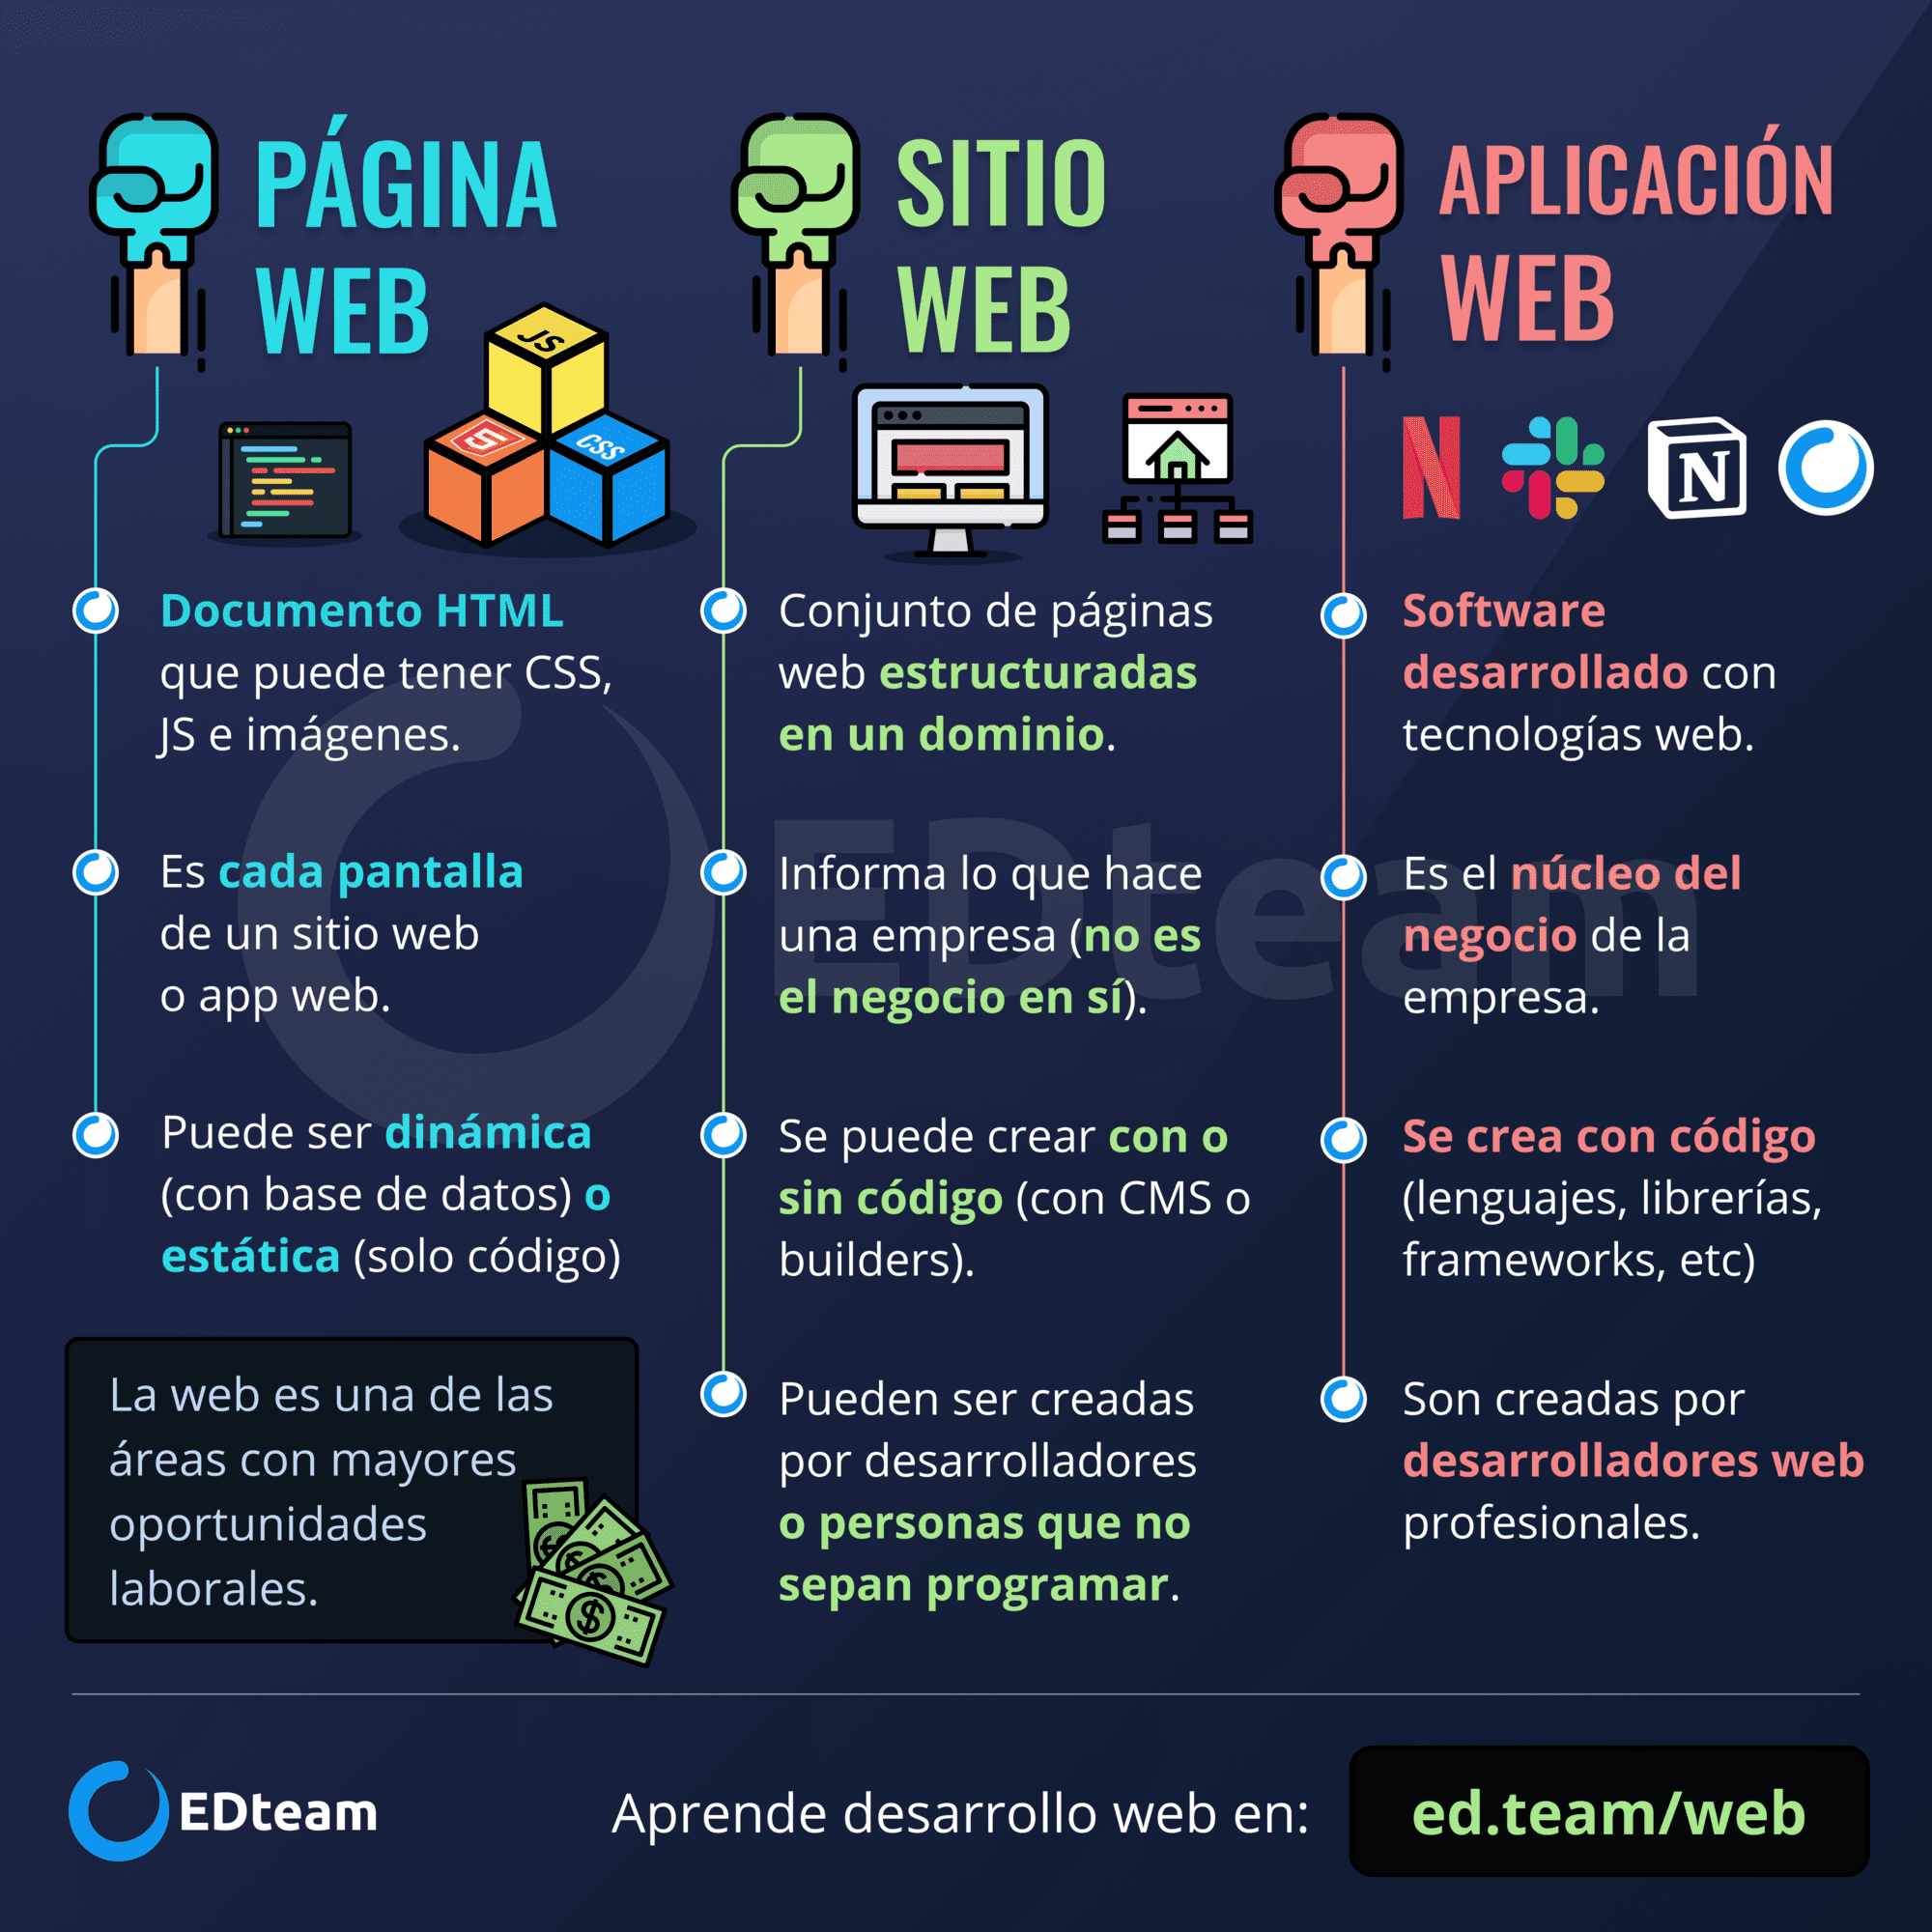 PÁGINA
WEB
JS
5
CSS
Documento HTML
que puede tener CSS,
JS e imágenes.
Es cada pantalla
de un sitio web
o app web.
Puede ser dinámica
(con base de datos) o
estática (solo código)
La web es una de las
áreas con mayores
oportunidades
laborales.
SITIO
WEB
Conjunto de páginas
web estructuradas
en un dominio.
Informa lo que hace
una empresa (no es
el negocio en sí).
Se puede crear con o
sin código (con CMS o
builders).
Pueden ser creadas
por desarrolladores
o personas que no
sepan programar.
APLICACIÓN
WEB
N
N
Software
desarrollado con
tecnologías web.
Es el núcleo del
negocio de la
empresa.
Se crea con código
(lenguajes, librerías,
frameworks, etc)
Son creadas por
desarrolladores web
profesionales.
EDteam
EDteam
Aprende desarrollo web en:
ed.team/web